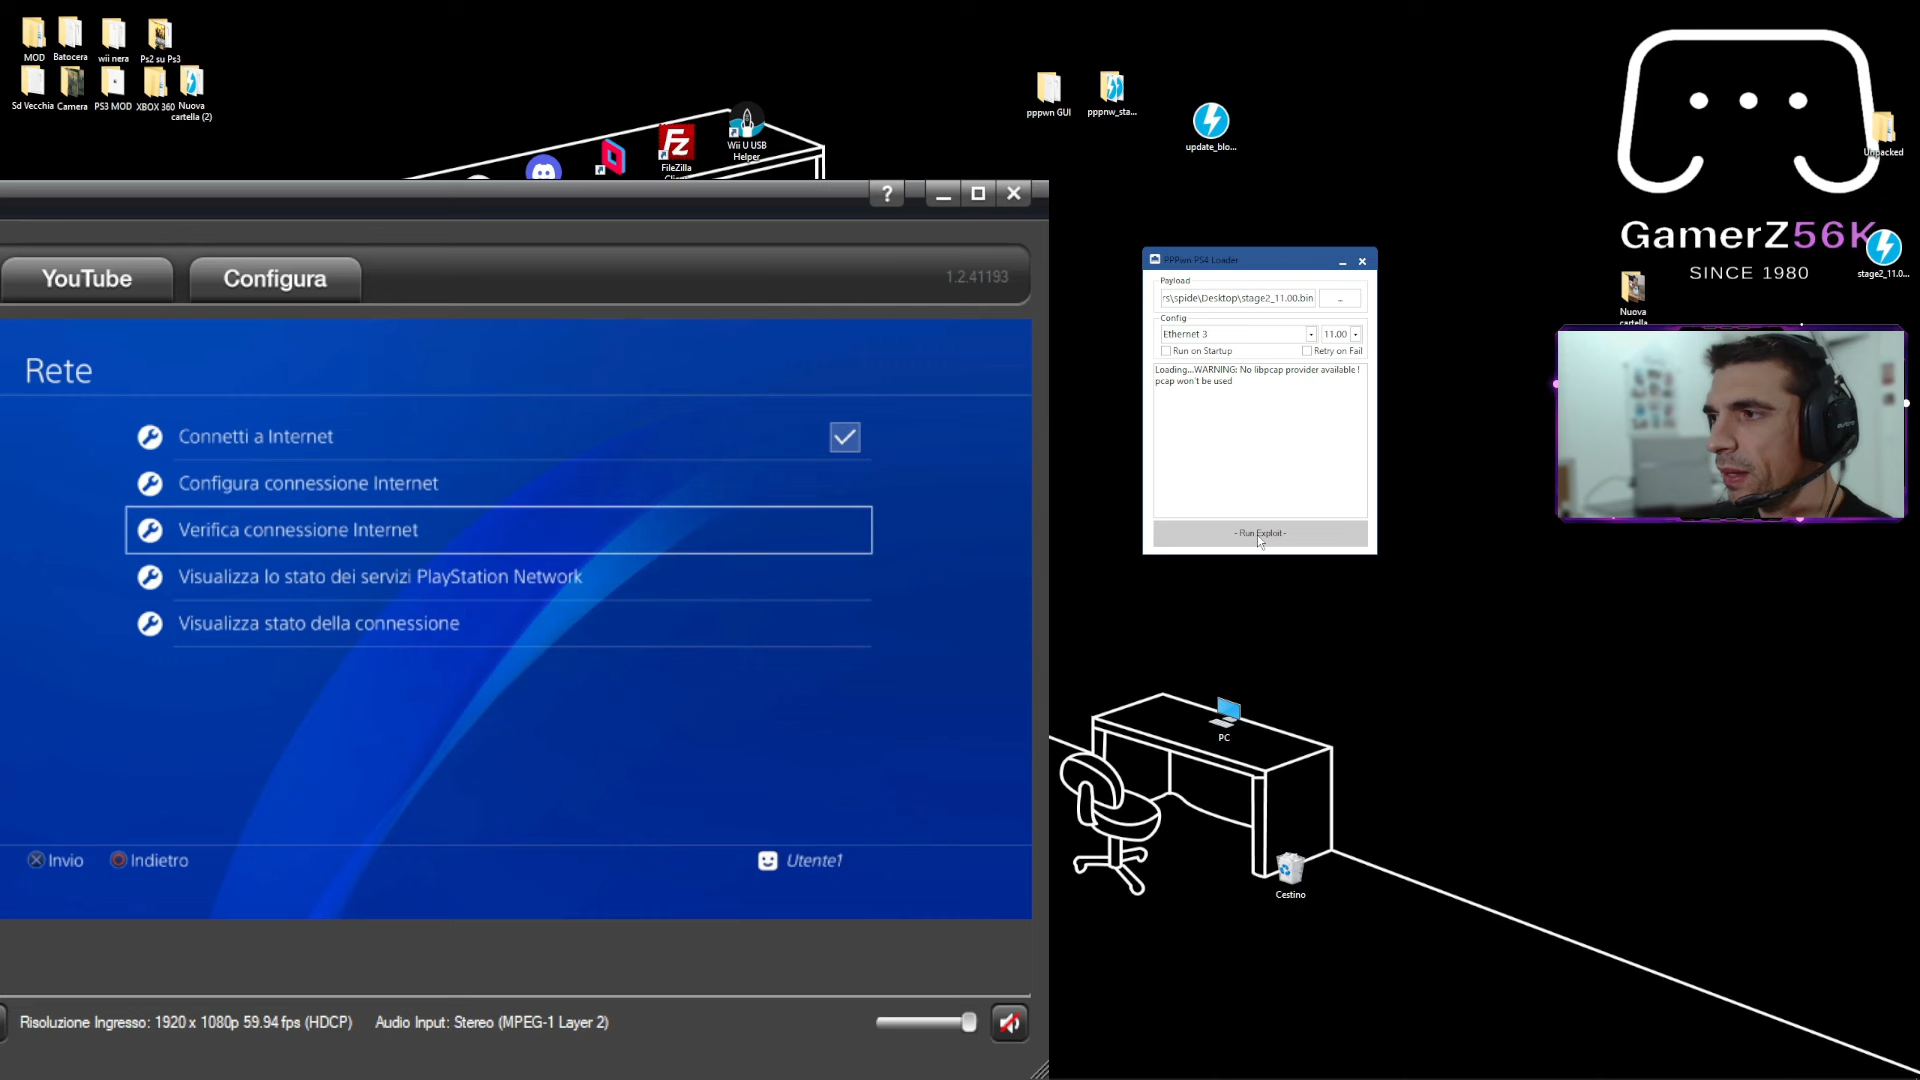 MOD
Batocera
wii nera
Ps2 su Ps3
Sd Vecchia
Camera
PS3 MOD
XBOX 360
Nuova
cartella (2)
FileZilla
Wii U USB
Helper
pppwn GUI
pppnw_sta...
update_blo...
Unpacked
GamerZ56K
SINCE 1980
stage2_11.0...
Nuova
cartella
?
YouTube
Configura
1.2.41193
Rete
Connetti a Internet
Configura connessione Internet
Verifica connessione Internet
Visualizza lo stato dei servizi PlayStation Network
Visualizza stato della connessione
Invio
Indietro
Utente1
Risoluzione Ingresso: 1920 x 1080p 59.94 fps (HDCP)
Audio Input: Stereo (MPEG-1 Layer 2)
PPPwn PS4 Loader
Payload
rs\spide\Desktop\stage2_11.00.bin
...
Config
Ethernet 3
11.00
Run on Startup
Retry on Fail
Loading...WARNING: No libpcap provider available !
pcap won't be used
- Run Exploit -
PC
Cestino